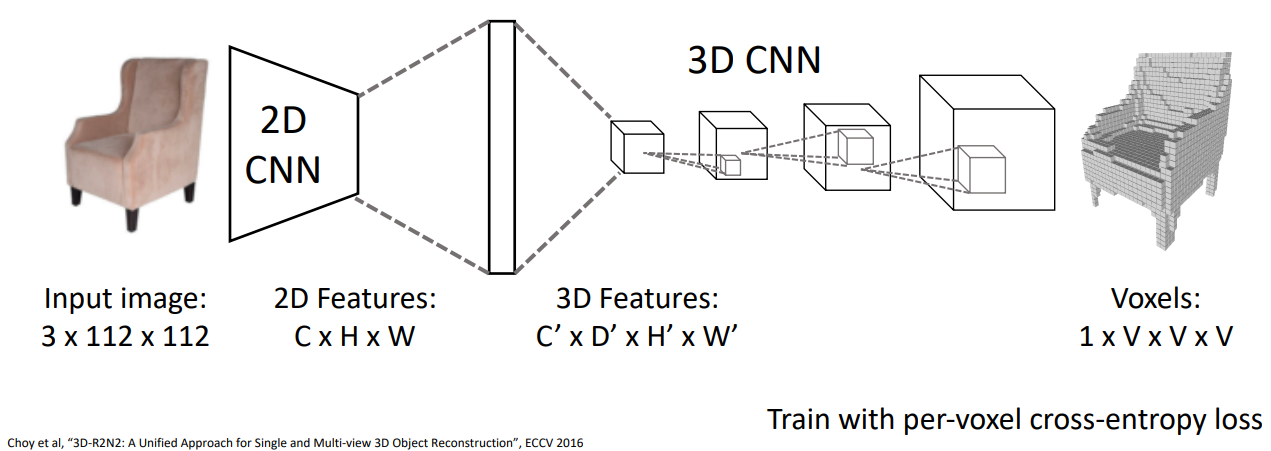 3D CNN
2D
CNN
Input image:
3 x 112 x 112
2D Features:
C x H x W
3D Features:
C’ x D’ x H’ x W’
Voxels:
1 x V x V x V
Train with per-voxel cross-entropy loss
Choy et al, “3D-R2N2: A Unified Approach for Single and Multi-view 3D Object Reconstruction”, ECCV 2016